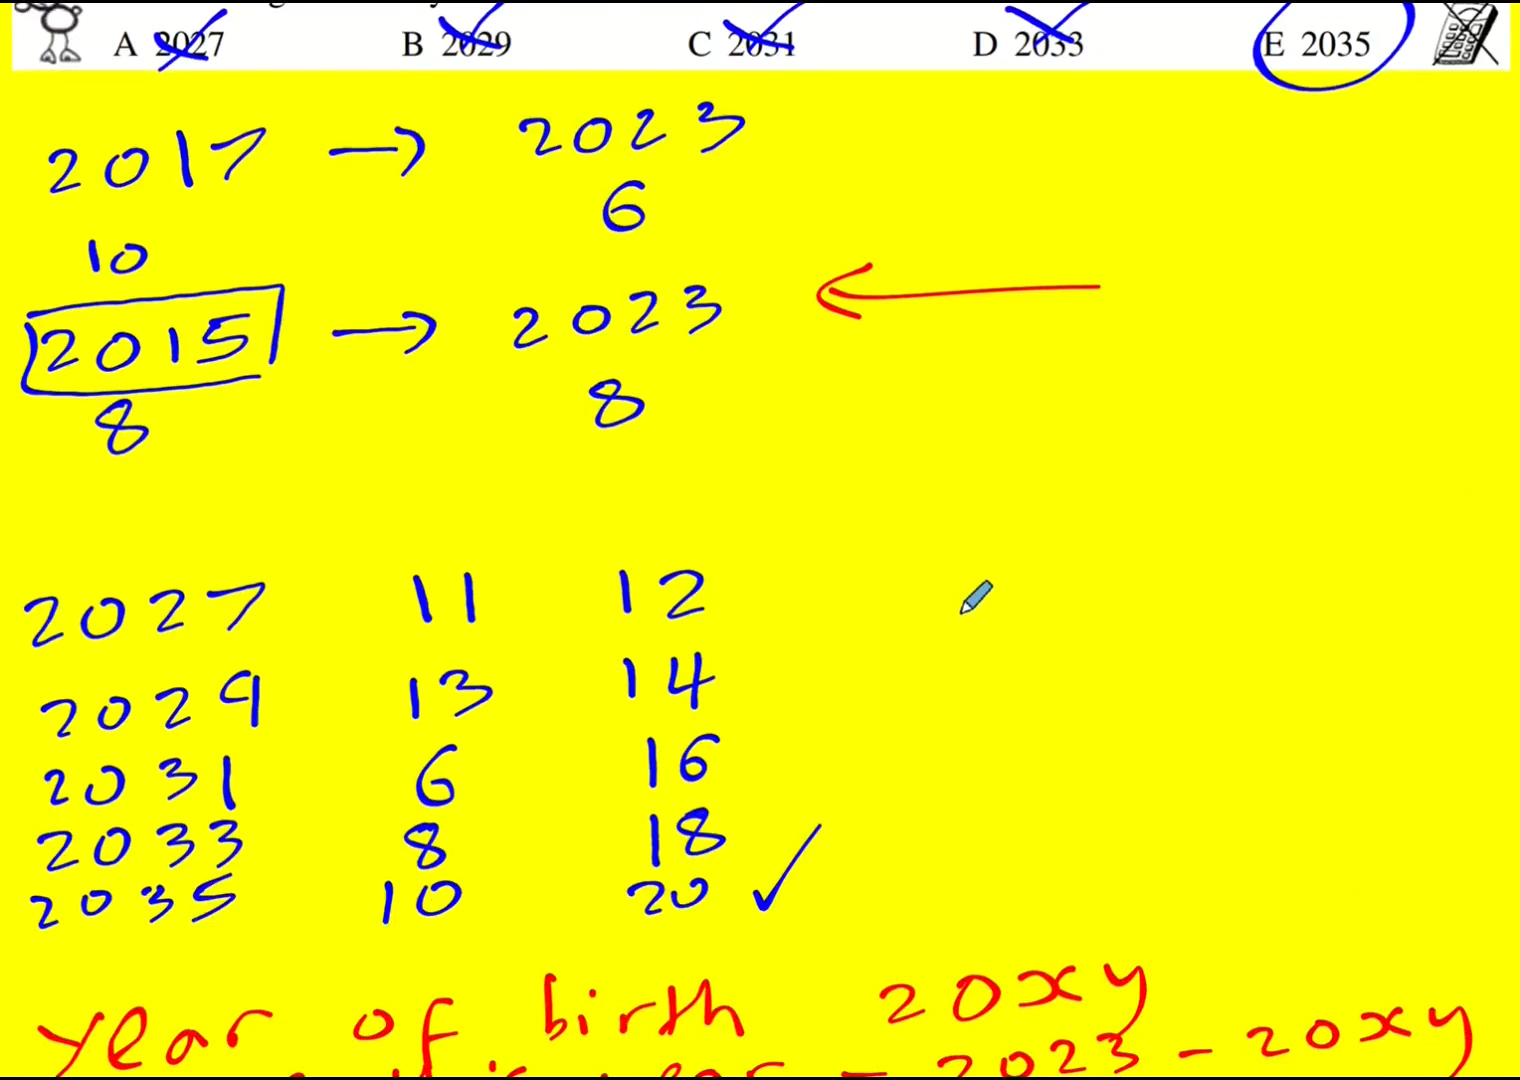 A 2027 B 2029 C 2031 D 2033 E 2035
2017 → 2023
6
10
2015 → 2023
8 8
2027 11 12
2029 13 14
2031 6 16
2033 8 18
2035 10 20 ✓
year of birth 20xy
year = 2023 - 20xy